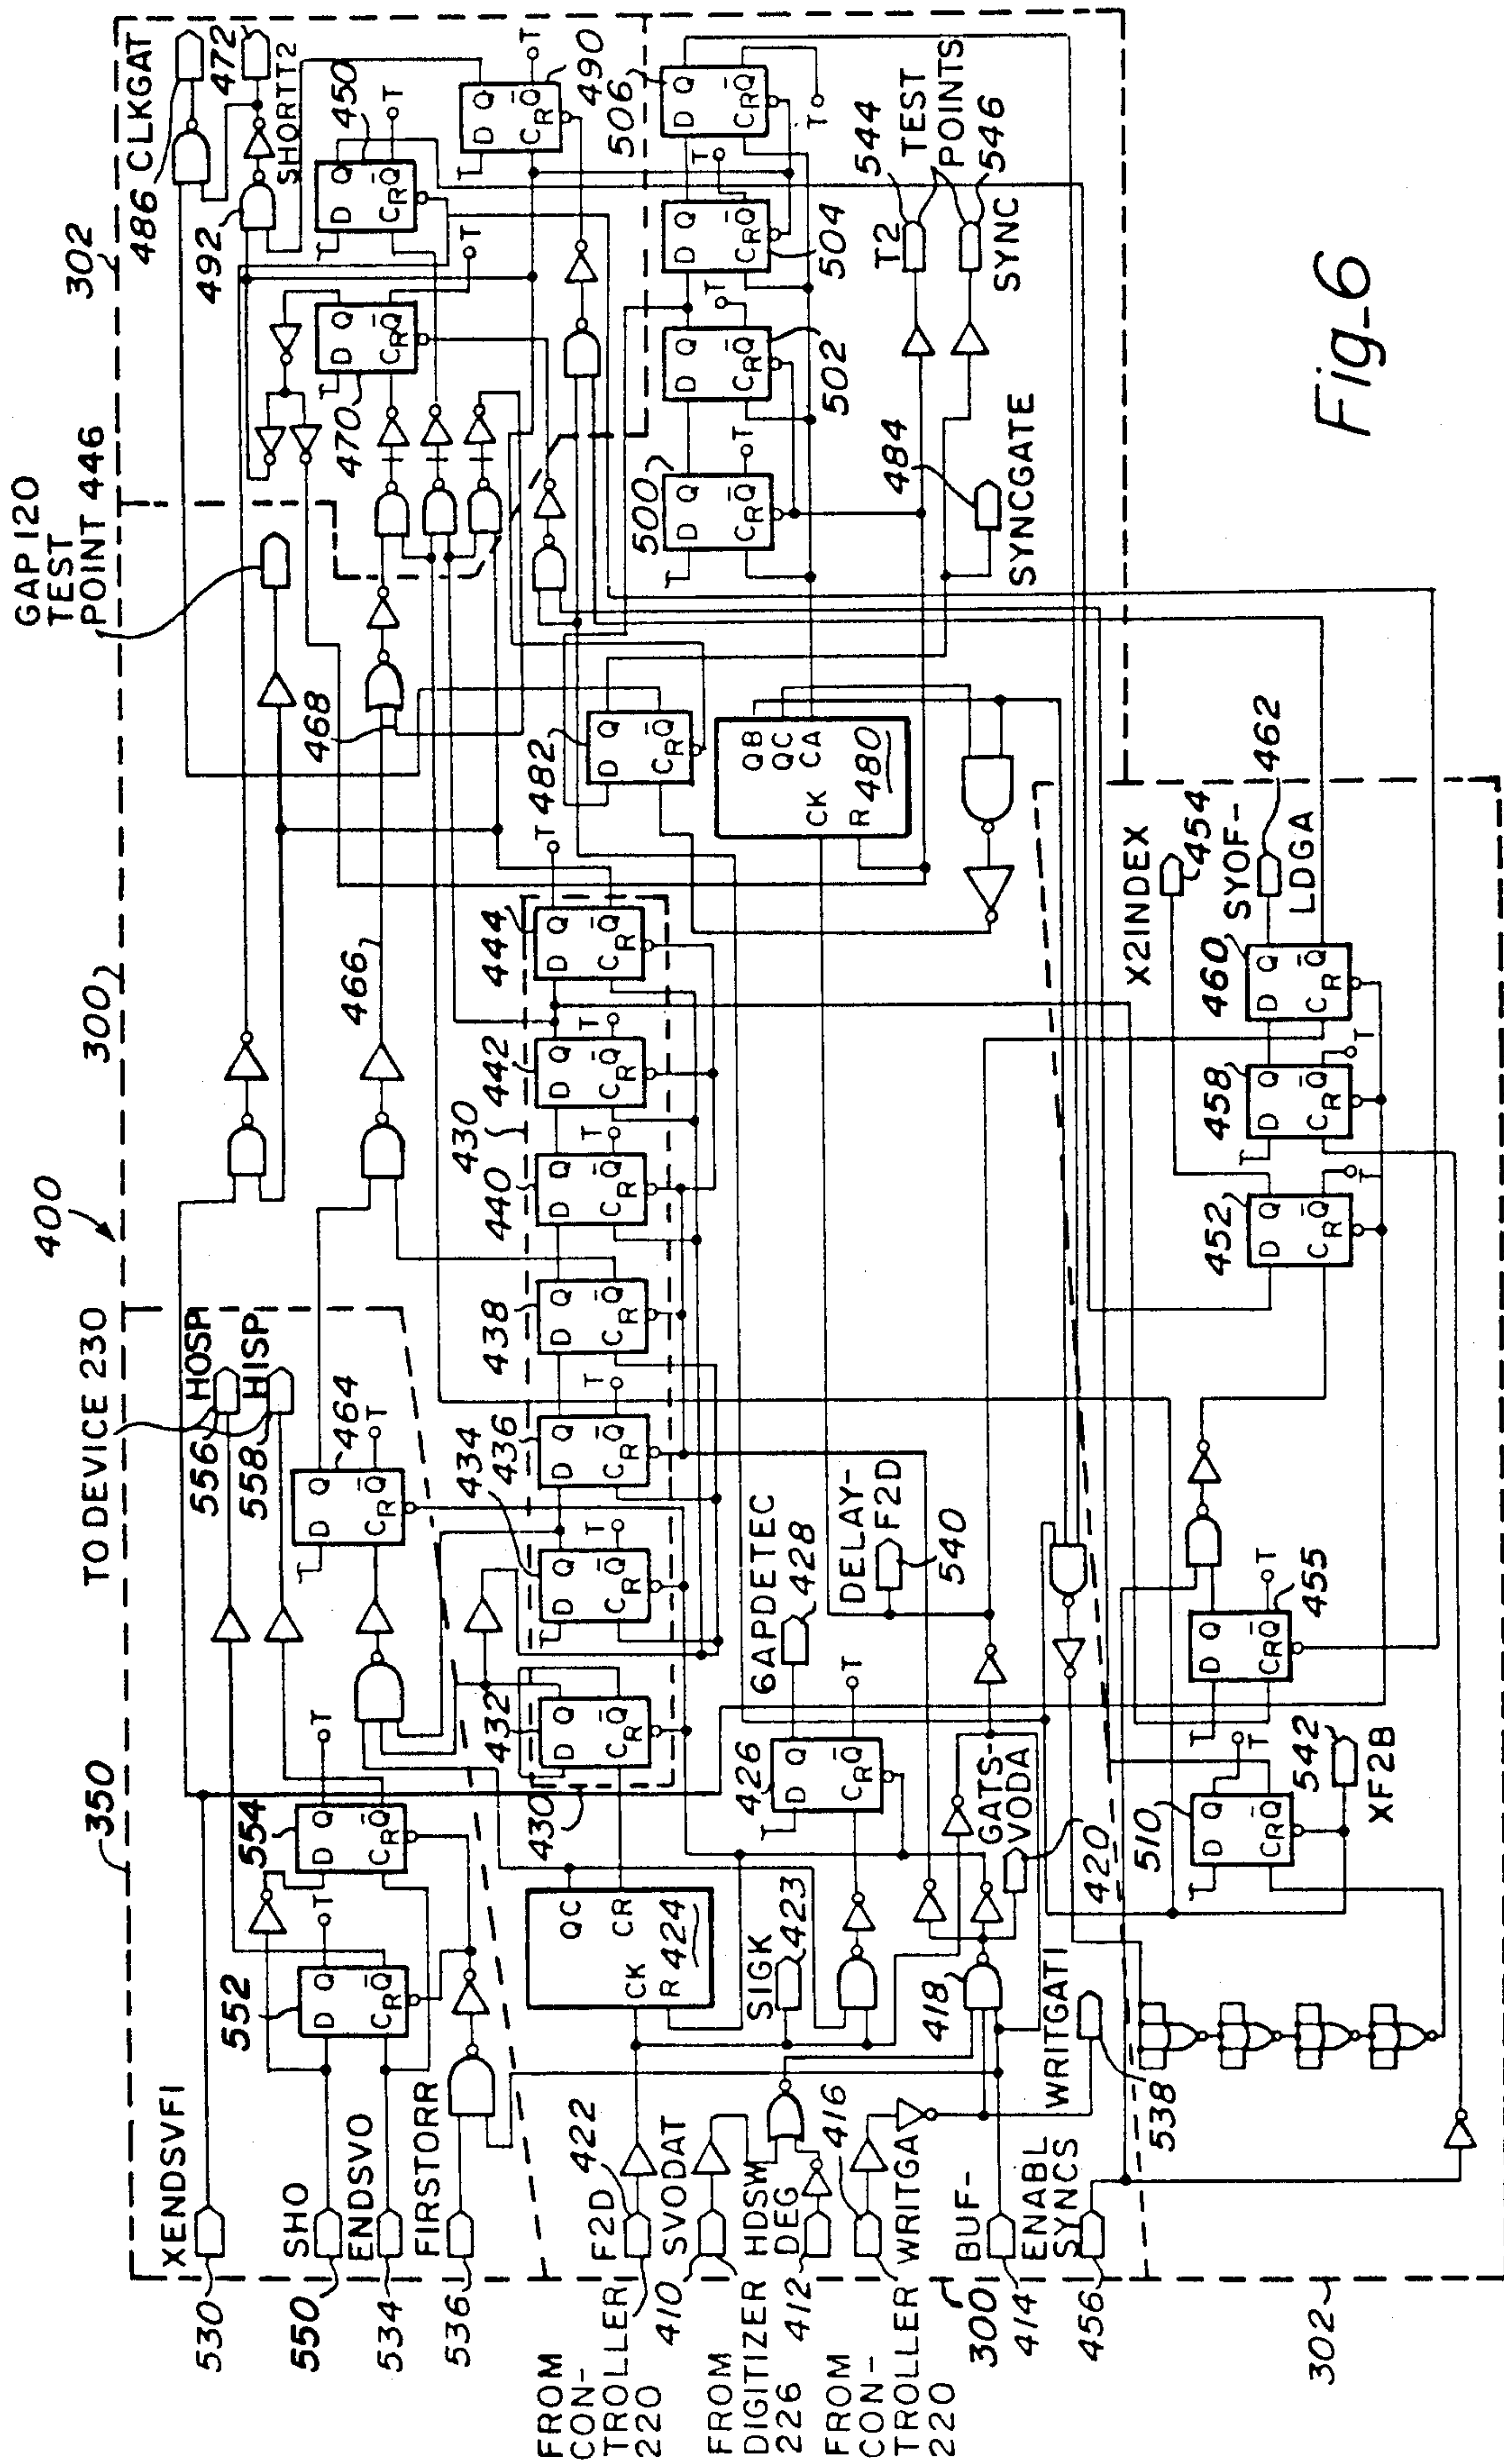 GAP 120
TEST
POINT 446
302
486 CLKGAT
492
472
SHORTT2
450
490
470
506
504
502
500
T2
544
TEST
POINTS
546
SYNC
484
SYNCGATE
Fig_6
400
300
TO DEVICE 230
350
HOSP
556
HISP
558
464
554
552
XENDSVFI
530
SHO
550
ENDSVO
534
FIRSTORR
536
466
468
482
QB
QC
CA
CK
R 480
444
442
430
440
438
434
436
432
430
QC
CR
CK
R 424
FROM
CON-
TROLLER
220
F2D
422
SVODAT
410
FROM
DIGITIZER
226
HDSW
DEG
412
FROM
CON-
TROLLER
220
WRITGA
416
BUF-
ENABL
300
414
SYNCS
456
302
SIGK
423
418
WRITGATI
538
426
6APDETEC
428
DELAY-
F2D
540
GATS-
VODA
420
510
542
XF2B
455
452
458
460
X2INDEX
454
SYOF-
LDGA
462
D Q
C R Q̄
T